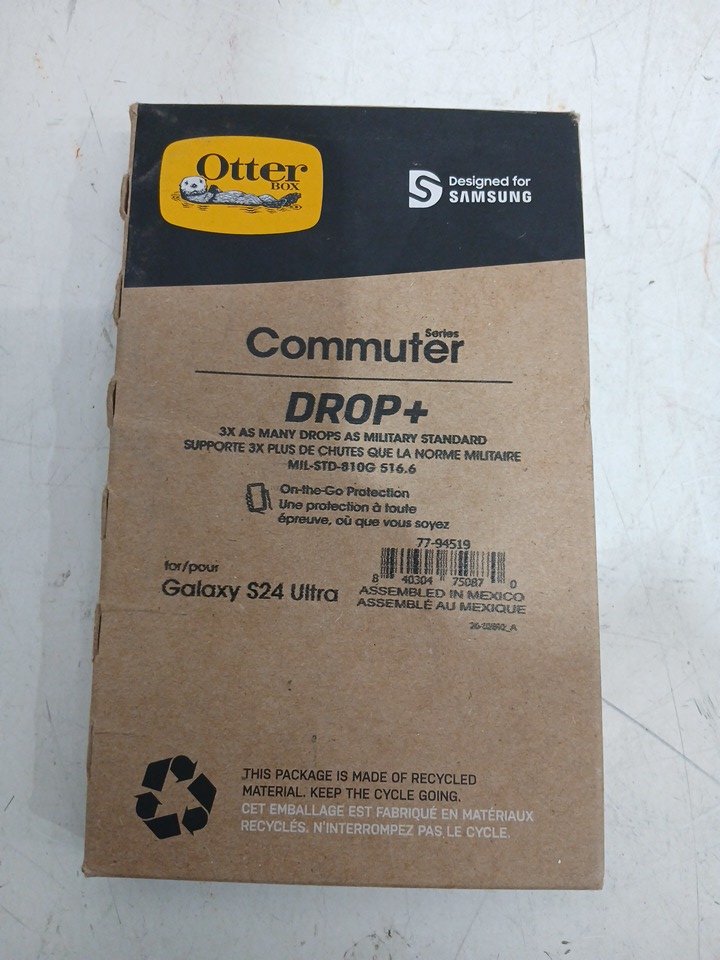 Otter
BOX
Designed for
SAMSUNG
Commuter
Series
DROP+
3X AS MANY DROPS AS MILITARY STANDARD
SUPPORTE 3X PLUS DE CHUTES QUE LA NORME MILITAIRE
MIL-STD-810G 516.6
On-the-Go Protection
Une protection à toute
épreuve, où que vous soyez
77-94519
8 40304 75087 0
for/pour
Galaxy S24 Ultra
ASSEMBLED IN MEXICO
ASSEMBLÉ AU MEXIQUE
THIS PACKAGE IS MADE OF RECYCLED
MATERIAL. KEEP THE CYCLE GOING.
CET EMBALLAGE EST FABRIQUÉ EN MATÉRIAUX
RECYCLÉS. N'INTERROMPEZ PAS LE CYCLE.